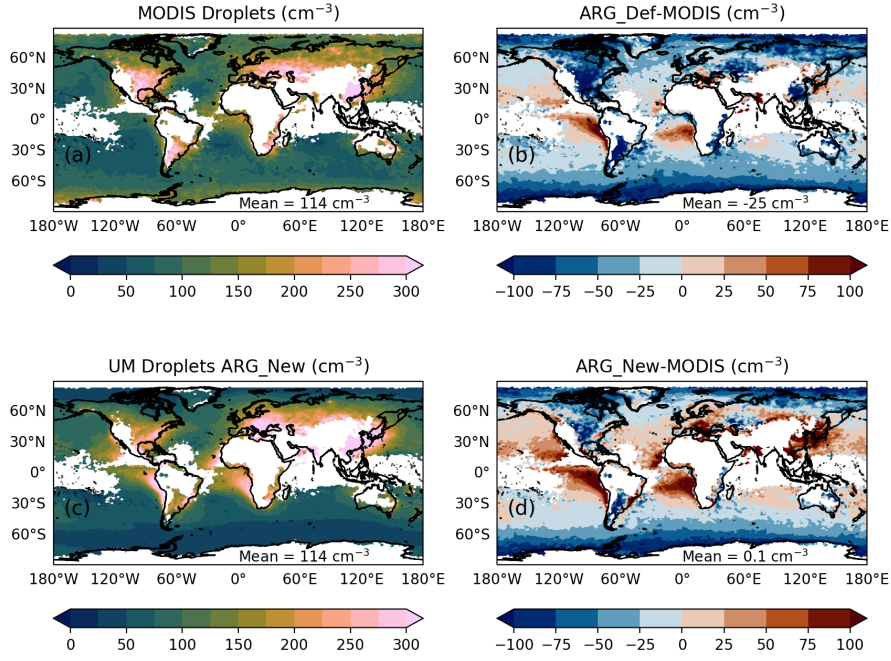 MODIS Droplets (cm⁻³)
ARG_Def-MODIS (cm⁻³)
60°N
30°N
0°
30°S
60°S
(a)
Mean = 114 cm⁻³
180°W 120°W 60°W 0° 60°E 120°E 180°E
60°N
30°N
0°
30°S
60°S
(b)
Mean = -25 cm⁻³
180°W 120°W 60°W 0° 60°E 120°E 180°E
0 50 100 150 200 250 300
−100 −75 −50 −25 0 25 50 75 100
UM Droplets ARG_New (cm⁻³)
ARG_New-MODIS (cm⁻³)
60°N
30°N
0°
30°S
60°S
(c)
Mean = 114 cm⁻³
180°W 120°W 60°W 0° 60°E 120°E 180°E
60°N
30°N
0°
30°S
60°S
(d)
Mean = 0.1 cm⁻³
180°W 120°W 60°W 0° 60°E 120°E 180°E
0 50 100 150 200 250 300
−100 −75 −50 −25 0 25 50 75 100